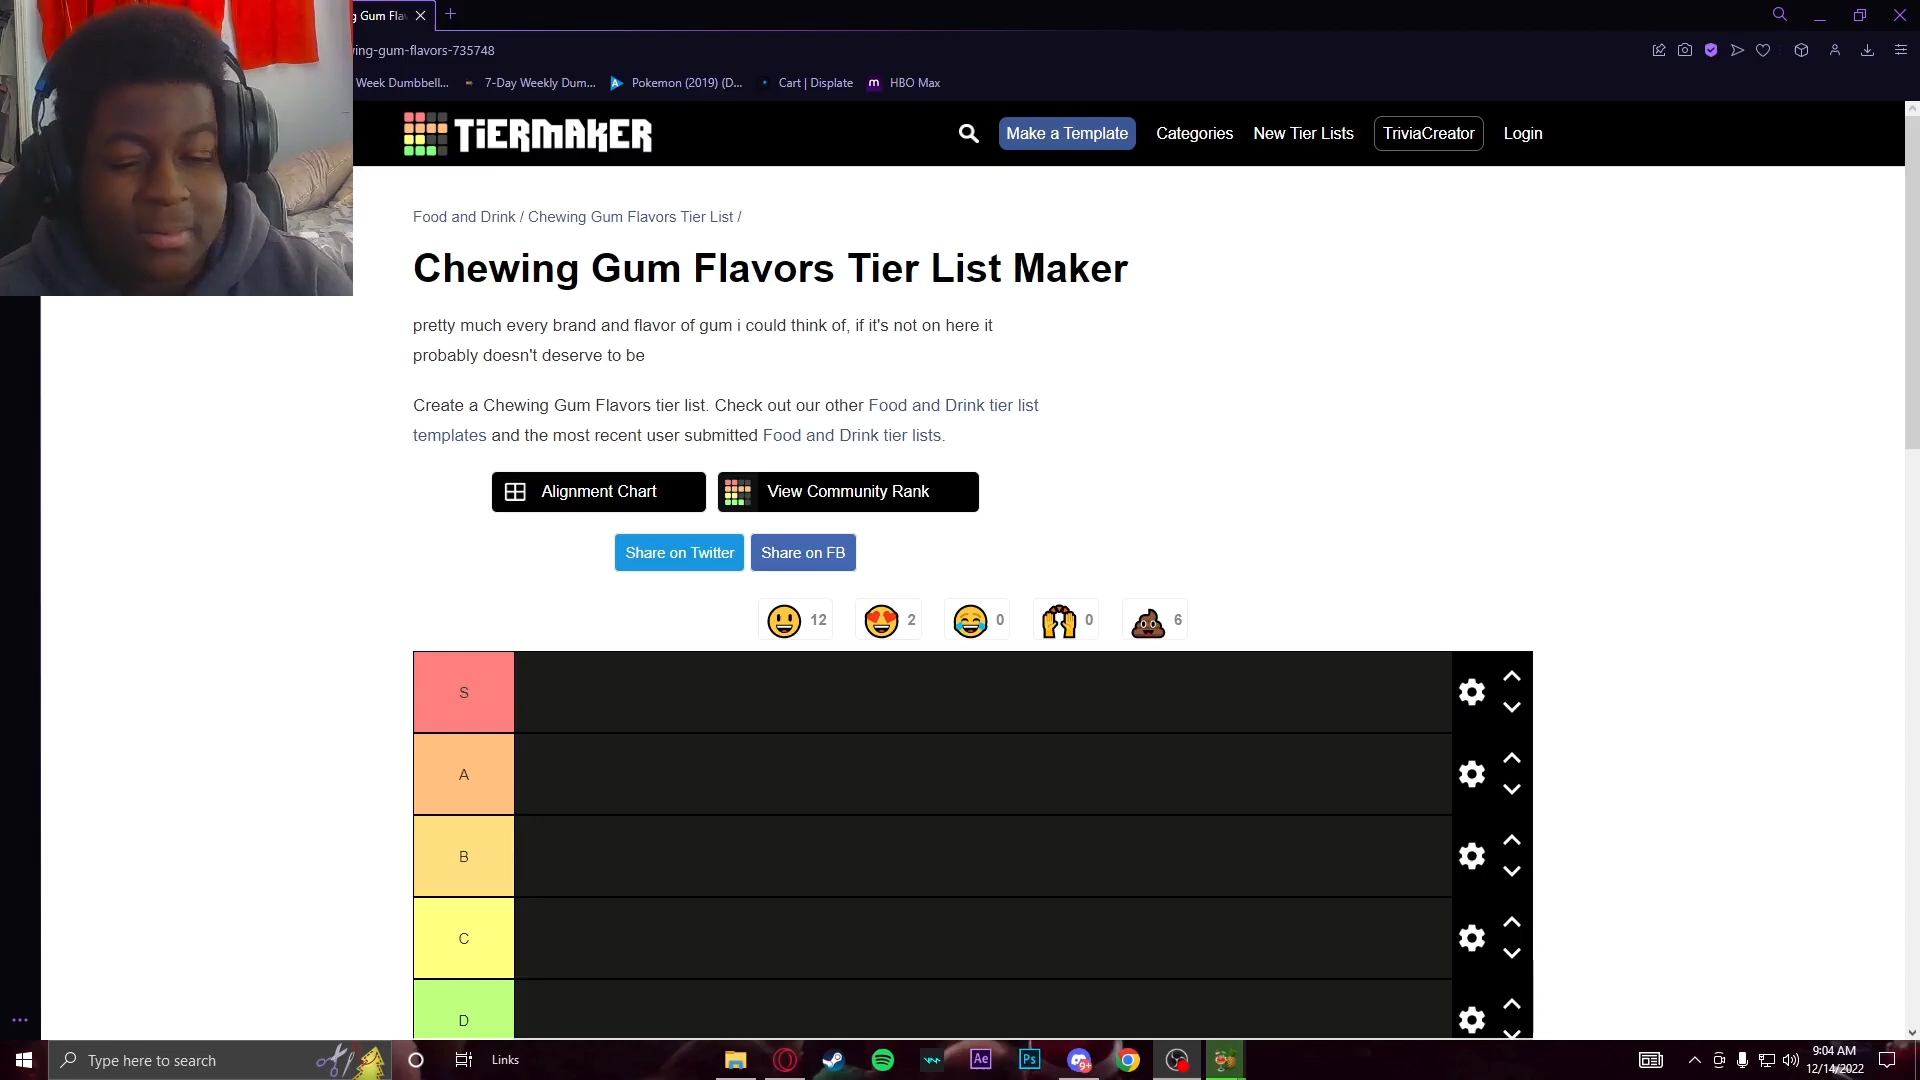 g Gum Fla
ving-gum-flavors-735748
Week Dumbbell...
7-Day Weekly Dum...
Pokemon (2019) (D...
Cart | Displate
m
HBO Max
TiERMAKER
Make a Template
Categories
New Tier Lists
TriviaCreator
Login
Food and Drink / Chewing Gum Flavors Tier List /
Chewing Gum Flavors Tier List Maker
pretty much every brand and flavor of gum i could think of, if it's not on here it
probably doesn't deserve to be
Create a Chewing Gum Flavors tier list. Check out our other Food and Drink tier list
templates and the most recent user submitted Food and Drink tier lists.
Alignment Chart
View Community Rank
Share on Twitter
Share on FB
12
2
0
0
6
S
A
B
C
D
Type here to search
Links
Ae
Ps
9+
9:04 AM
12/14/2022